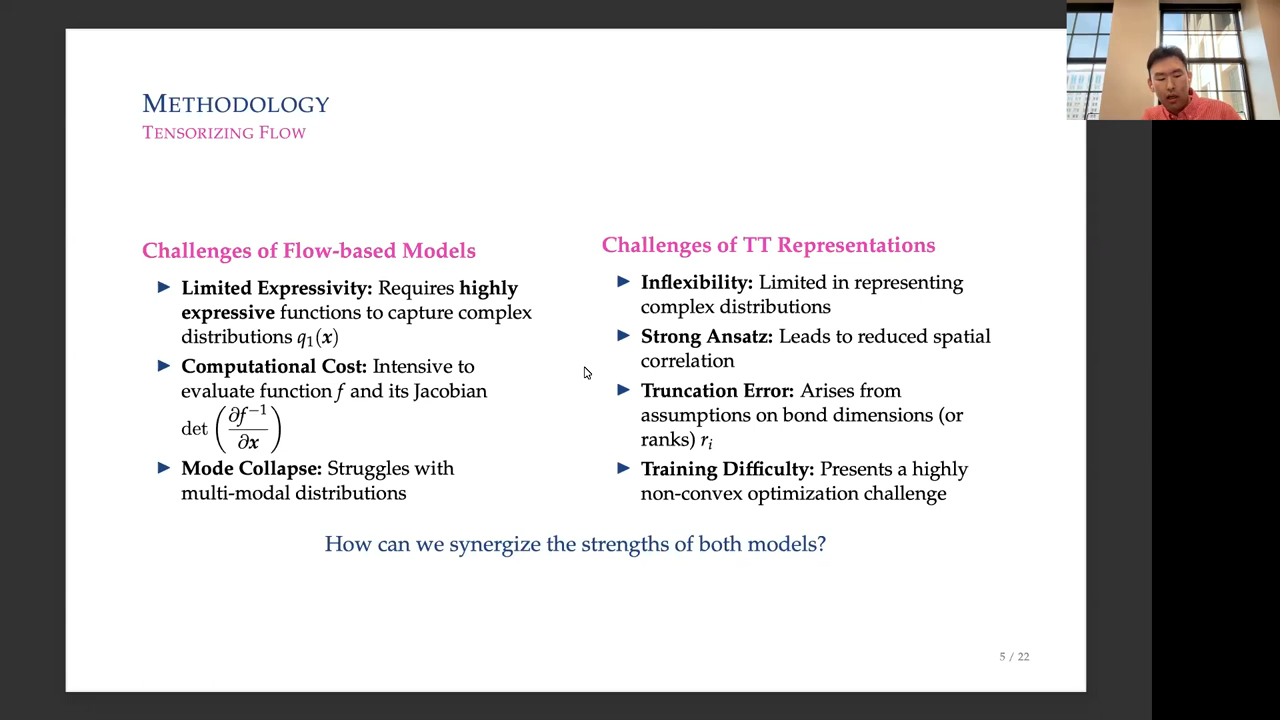 METHODOLOGY
TENSORIZING FLOW
Challenges of Flow-based Models
▶ Limited Expressivity: Requires highly
expressive functions to capture complex
distributions q₁(x)
▶ Computational Cost: Intensive to
evaluate function f and its Jacobian
det (∂f⁻¹/∂x)
▶ Mode Collapse: Struggles with
multi-modal distributions
Challenges of TT Representations
▶ Inflexibility: Limited in representing
complex distributions
▶ Strong Ansatz: Leads to reduced spatial
correlation
▶ Truncation Error: Arises from
assumptions on bond dimensions (or
ranks) rᵢ
▶ Training Difficulty: Presents a highly
non-convex optimization challenge
How can we synergize the strengths of both models?
5 / 22